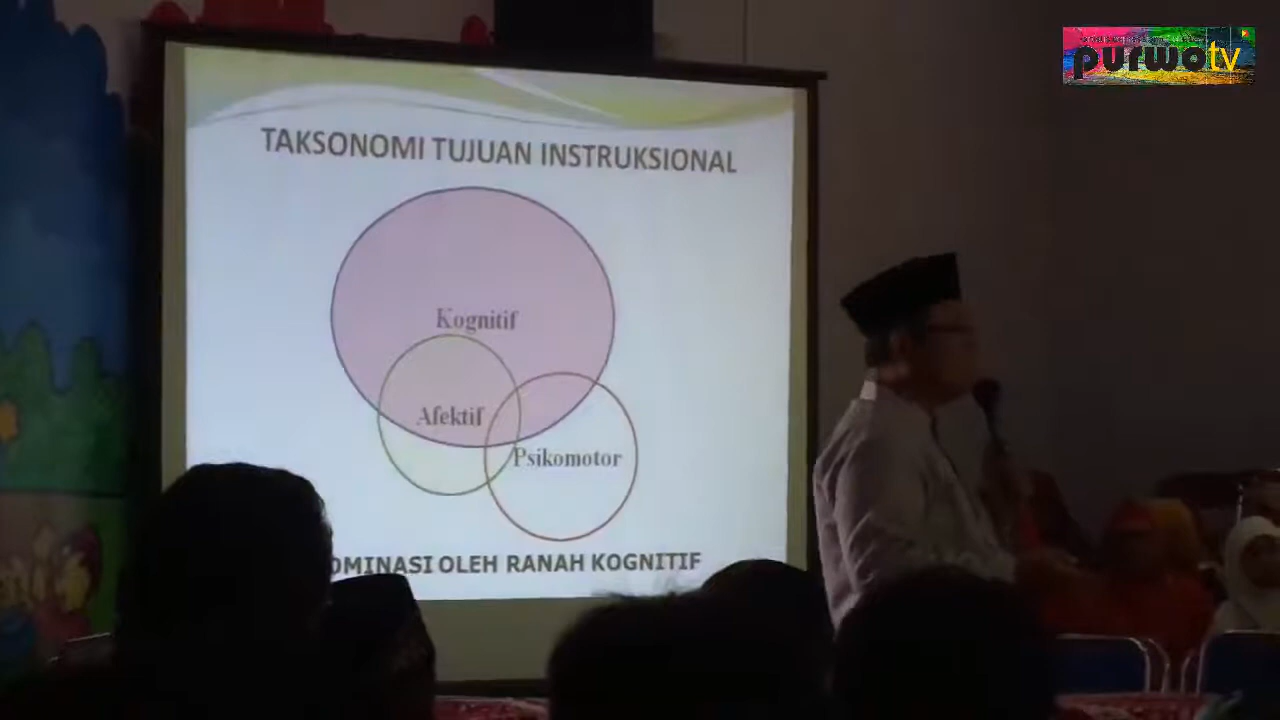 purwotv
TAKSONOMI TUJUAN INSTRUKSIONAL
Kognitif
Afektif
Psikomotor
OMINASI OLEH RANAH KOGNITIF